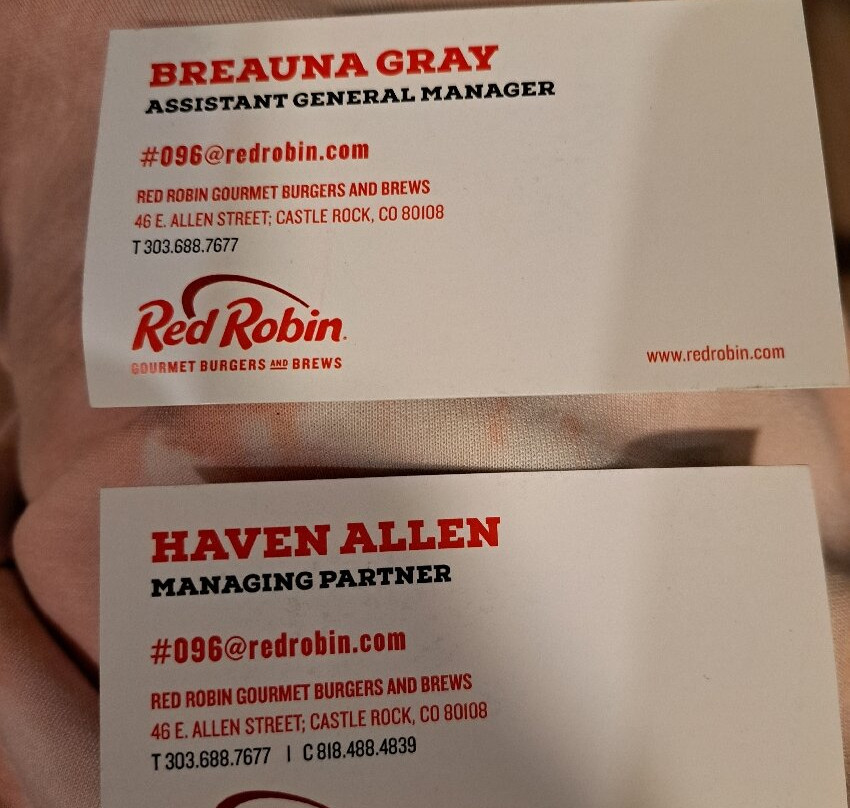 BREAUNA GRAY
ASSISTANT GENERAL MANAGER
#096@redrobin.com
RED ROBIN GOURMET BURGERS AND BREWS
46 E. ALLEN STREET; CASTLE ROCK, CO 80108
T 303.688.7677
Red Robin.
GOURMET BURGERS AND BREWS
www.redrobin.com
HAVEN ALLEN
MANAGING PARTNER
#096@redrobin.com
RED ROBIN GOURMET BURGERS AND BREWS
46 E. ALLEN STREET; CASTLE ROCK, CO 80108
T 303.688.7677 | C 818.488.4839